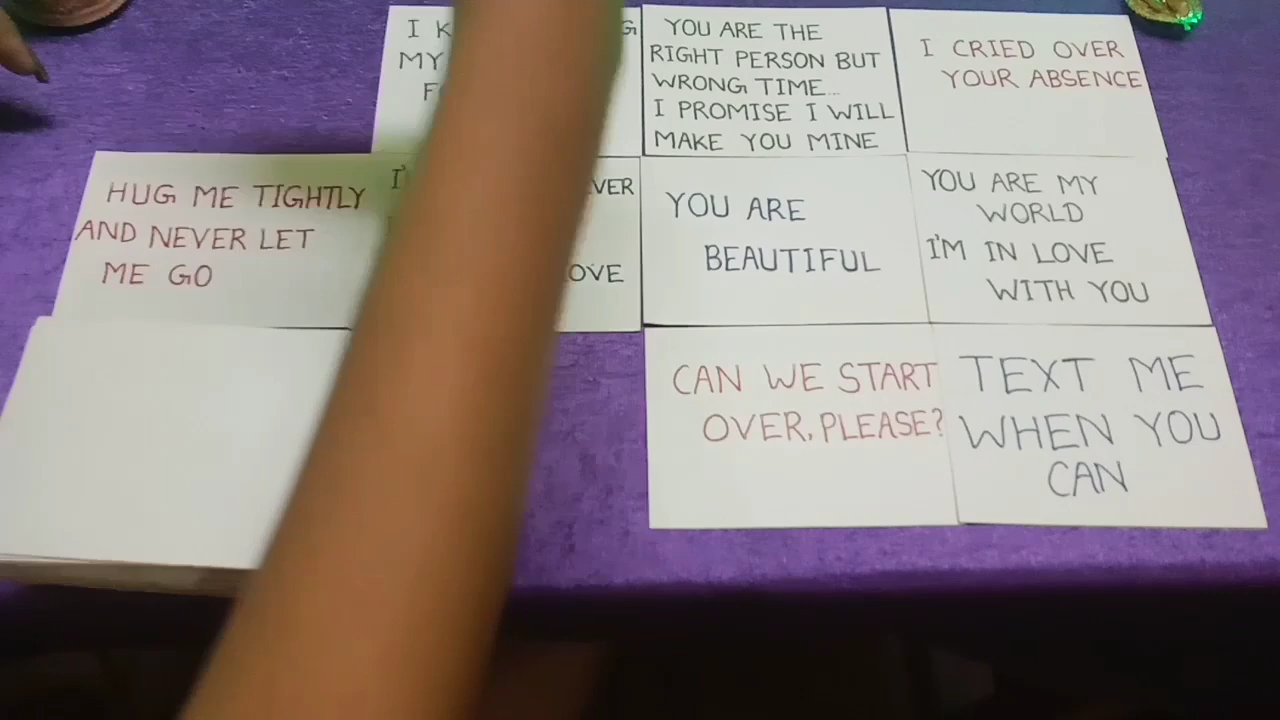 I
MY
YOU ARE THE
RIGHT PERSON BUT
WRONG TIME...
I PROMISE I WILL
MAKE YOU MINE
I CRIED OVER
YOUR ABSENCE
HUG ME TIGHTLY
AND NEVER LET
ME GO
YOU ARE
BEAUTIFUL
YOU ARE MY
WORLD
I'M IN LOVE
WITH YOU
CAN WE START
OVER, PLEASE?
TEXT ME
WHEN YOU
CAN